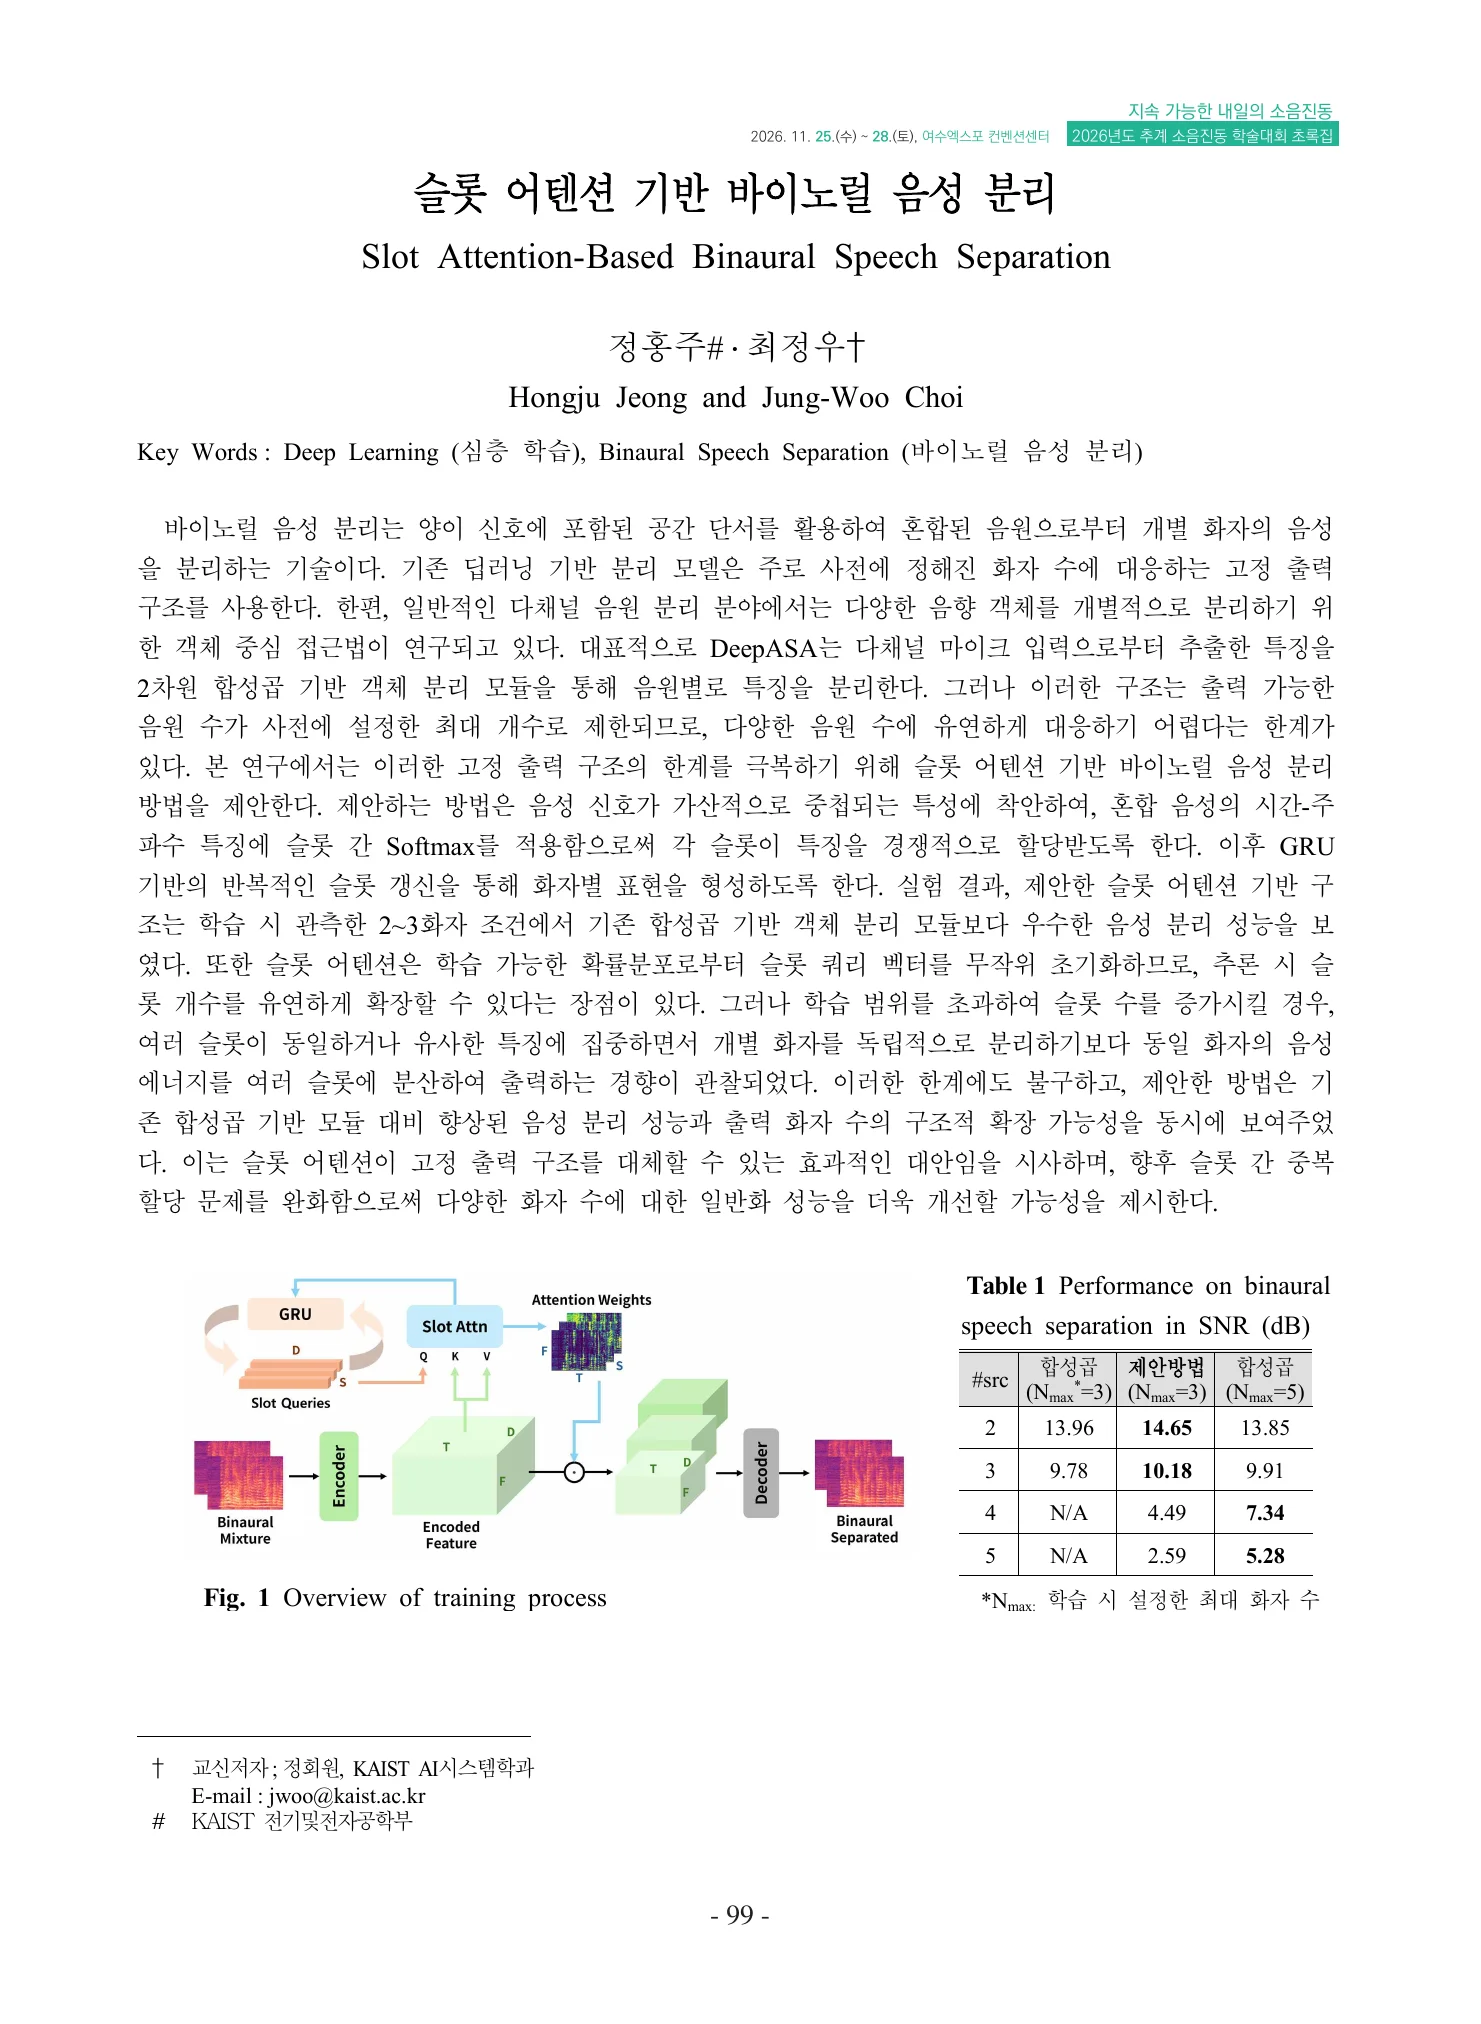 지속 가능한 내일의 소음진동
2026. 11. 25.(수) ~ 28.(토), 여수엑스포 컨벤션센터 2026년도 추계 소음진동 학술대회 초록집
슬롯 어텐션 기반 바이노럴 음성 분리
Slot Attention-Based Binaural Speech Separation
정홍주# · 최정우†
Hongju Jeong and Jung-Woo Choi
Key Words : Deep Learning (심층 학습), Binaural Speech Separation (바이노럴 음성 분리)
바이노럴 음성 분리는 양이 신호에 포함된 공간 단서를 활용하여 혼합된 음원으로부터 개별 화자의 음성
을 분리하는 기술이다. 기존 딥러닝 기반 분리 모델은 주로 사전에 정해진 화자 수에 대응하는 고정 출력
구조를 사용한다. 한편, 일반적인 다채널 음원 분리 분야에서는 다양한 음향 객체를 개별적으로 분리하기 위
한 객체 중심 접근법이 연구되고 있다. 대표적으로 DeepASA는 다채널 마이크 입력으로부터 추출한 특징을
2차원 합성곱 기반 객체 분리 모듈을 통해 음원별로 특징을 분리한다. 그러나 이러한 구조는 출력 가능한
음원 수가 사전에 설정한 최대 개수로 제한되므로, 다양한 음원 수에 유연하게 대응하기 어렵다는 한계가
있다. 본 연구에서는 이러한 고정 출력 구조의 한계를 극복하기 위해 슬롯 어텐션 기반 바이노럴 음성 분리
방법을 제안한다. 제안하는 방법은 음성 신호가 가산적으로 중첩되는 특성에 착안하여, 혼합 음성의 시간-주
파수 특징에 슬롯 간 Softmax를 적용함으로써 각 슬롯이 특징을 경쟁적으로 할당받도록 한다. 이후 GRU
기반의 반복적인 슬롯 갱신을 통해 화자별 표현을 형성하도록 한다. 실험 결과, 제안한 슬롯 어텐션 기반 구
조는 학습 시 관측한 2~3화자 조건에서 기존 합성곱 기반 객체 분리 모듈보다 우수한 음성 분리 성능을 보
였다. 또한 슬롯 어텐션은 학습 가능한 확률분포로부터 슬롯 쿼리 벡터를 무작위 초기화하므로, 추론 시 슬
롯 개수를 유연하게 확장할 수 있다는 장점이 있다. 그러나 학습 범위를 초과하여 슬롯 수를 증가시킬 경우,
여러 슬롯이 동일하거나 유사한 특징에 집중하면서 개별 화자를 독립적으로 분리하기보다 동일 화자의 음성
에너지를 여러 슬롯에 분산하여 출력하는 경향이 관찰되었다. 이러한 한계에도 불구하고, 제안한 방법은 기
존 합성곱 기반 모듈 대비 향상된 음성 분리 성능과 출력 화자 수의 구조적 확장 가능성을 동시에 보여주었
다. 이는 슬롯 어텐션이 고정 출력 구조를 대체할 수 있는 효과적인 대안임을 시사하며, 향후 슬롯 간 중복
할당 문제를 완화함으로써 다양한 화자 수에 대한 일반화 성능을 더욱 개선할 가능성을 제시한다.
GRU
D
S
Slot Queries
Slot Attn
Q K V
Attention Weights
F
T
S
Binaural
Mixture
Encoder
T
D
F
Encoded
Feature
T
D
F
Decoder
Binaural
Separated
Fig. 1 Overview of training process
Table 1 Performance on binaural
speech separation in SNR (dB)
#src 합성곱 (Nmax*=3) 제안방법 (Nmax=3) 합성곱 (Nmax=5)
2 13.96 14.65 13.85
3 9.78 10.18 9.91
4 N/A 4.49 7.34
5 N/A 2.59 5.28
*Nmax: 학습 시 설정한 최대 화자 수
† 교신저자 ; 정회원, KAIST AI시스템학과
E-mail : jwoo@kaist.ac.kr
# KAIST 전기및전자공학부
- 99 -